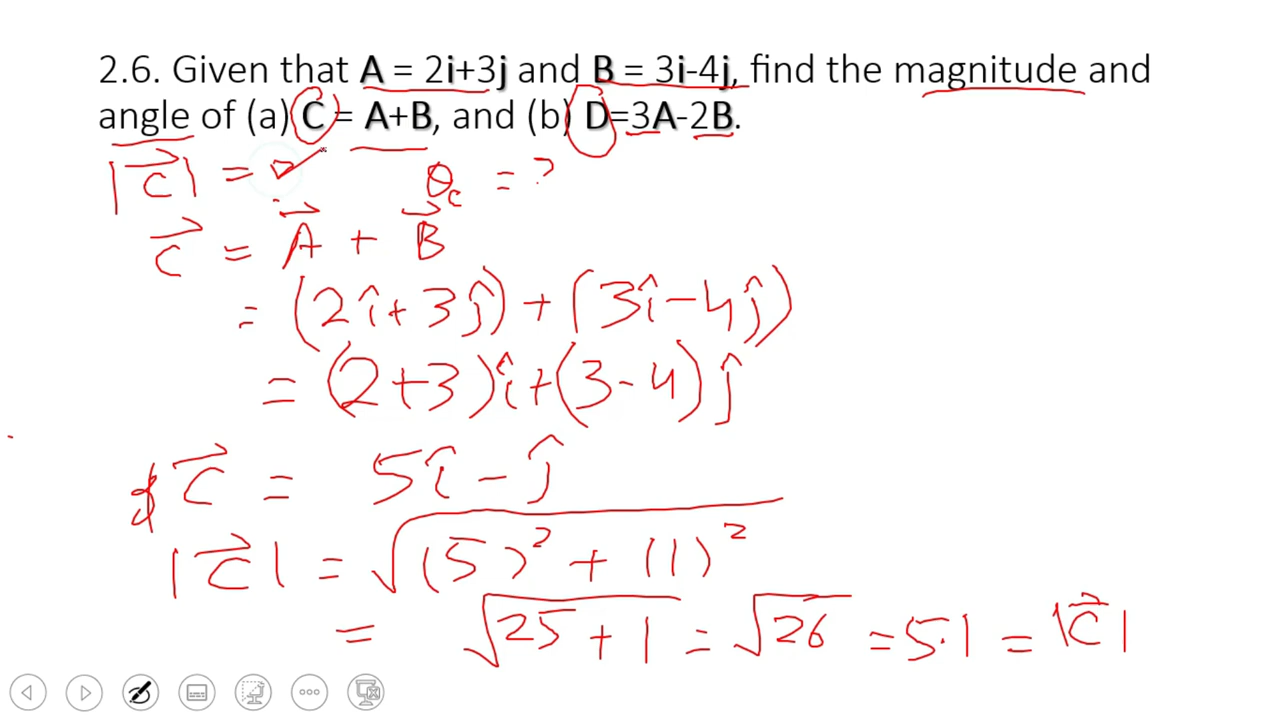 2.6. Given that A = 2i+3j and B = 3i-4j, find the magnitude and
angle of (a) C = A+B, and (b) D=3A-2B.
|C⃗| = ✓ θc = ?
C⃗ = A⃗ + B⃗
= (2î + 3ĵ) + (3î - 4ĵ)
= (2+3)î + (3-4)ĵ
C⃗ = 5î - ĵ
|C⃗| = √(5)² + (1)²
= √25 + 1 = √26 = 5.1 = |C⃗|